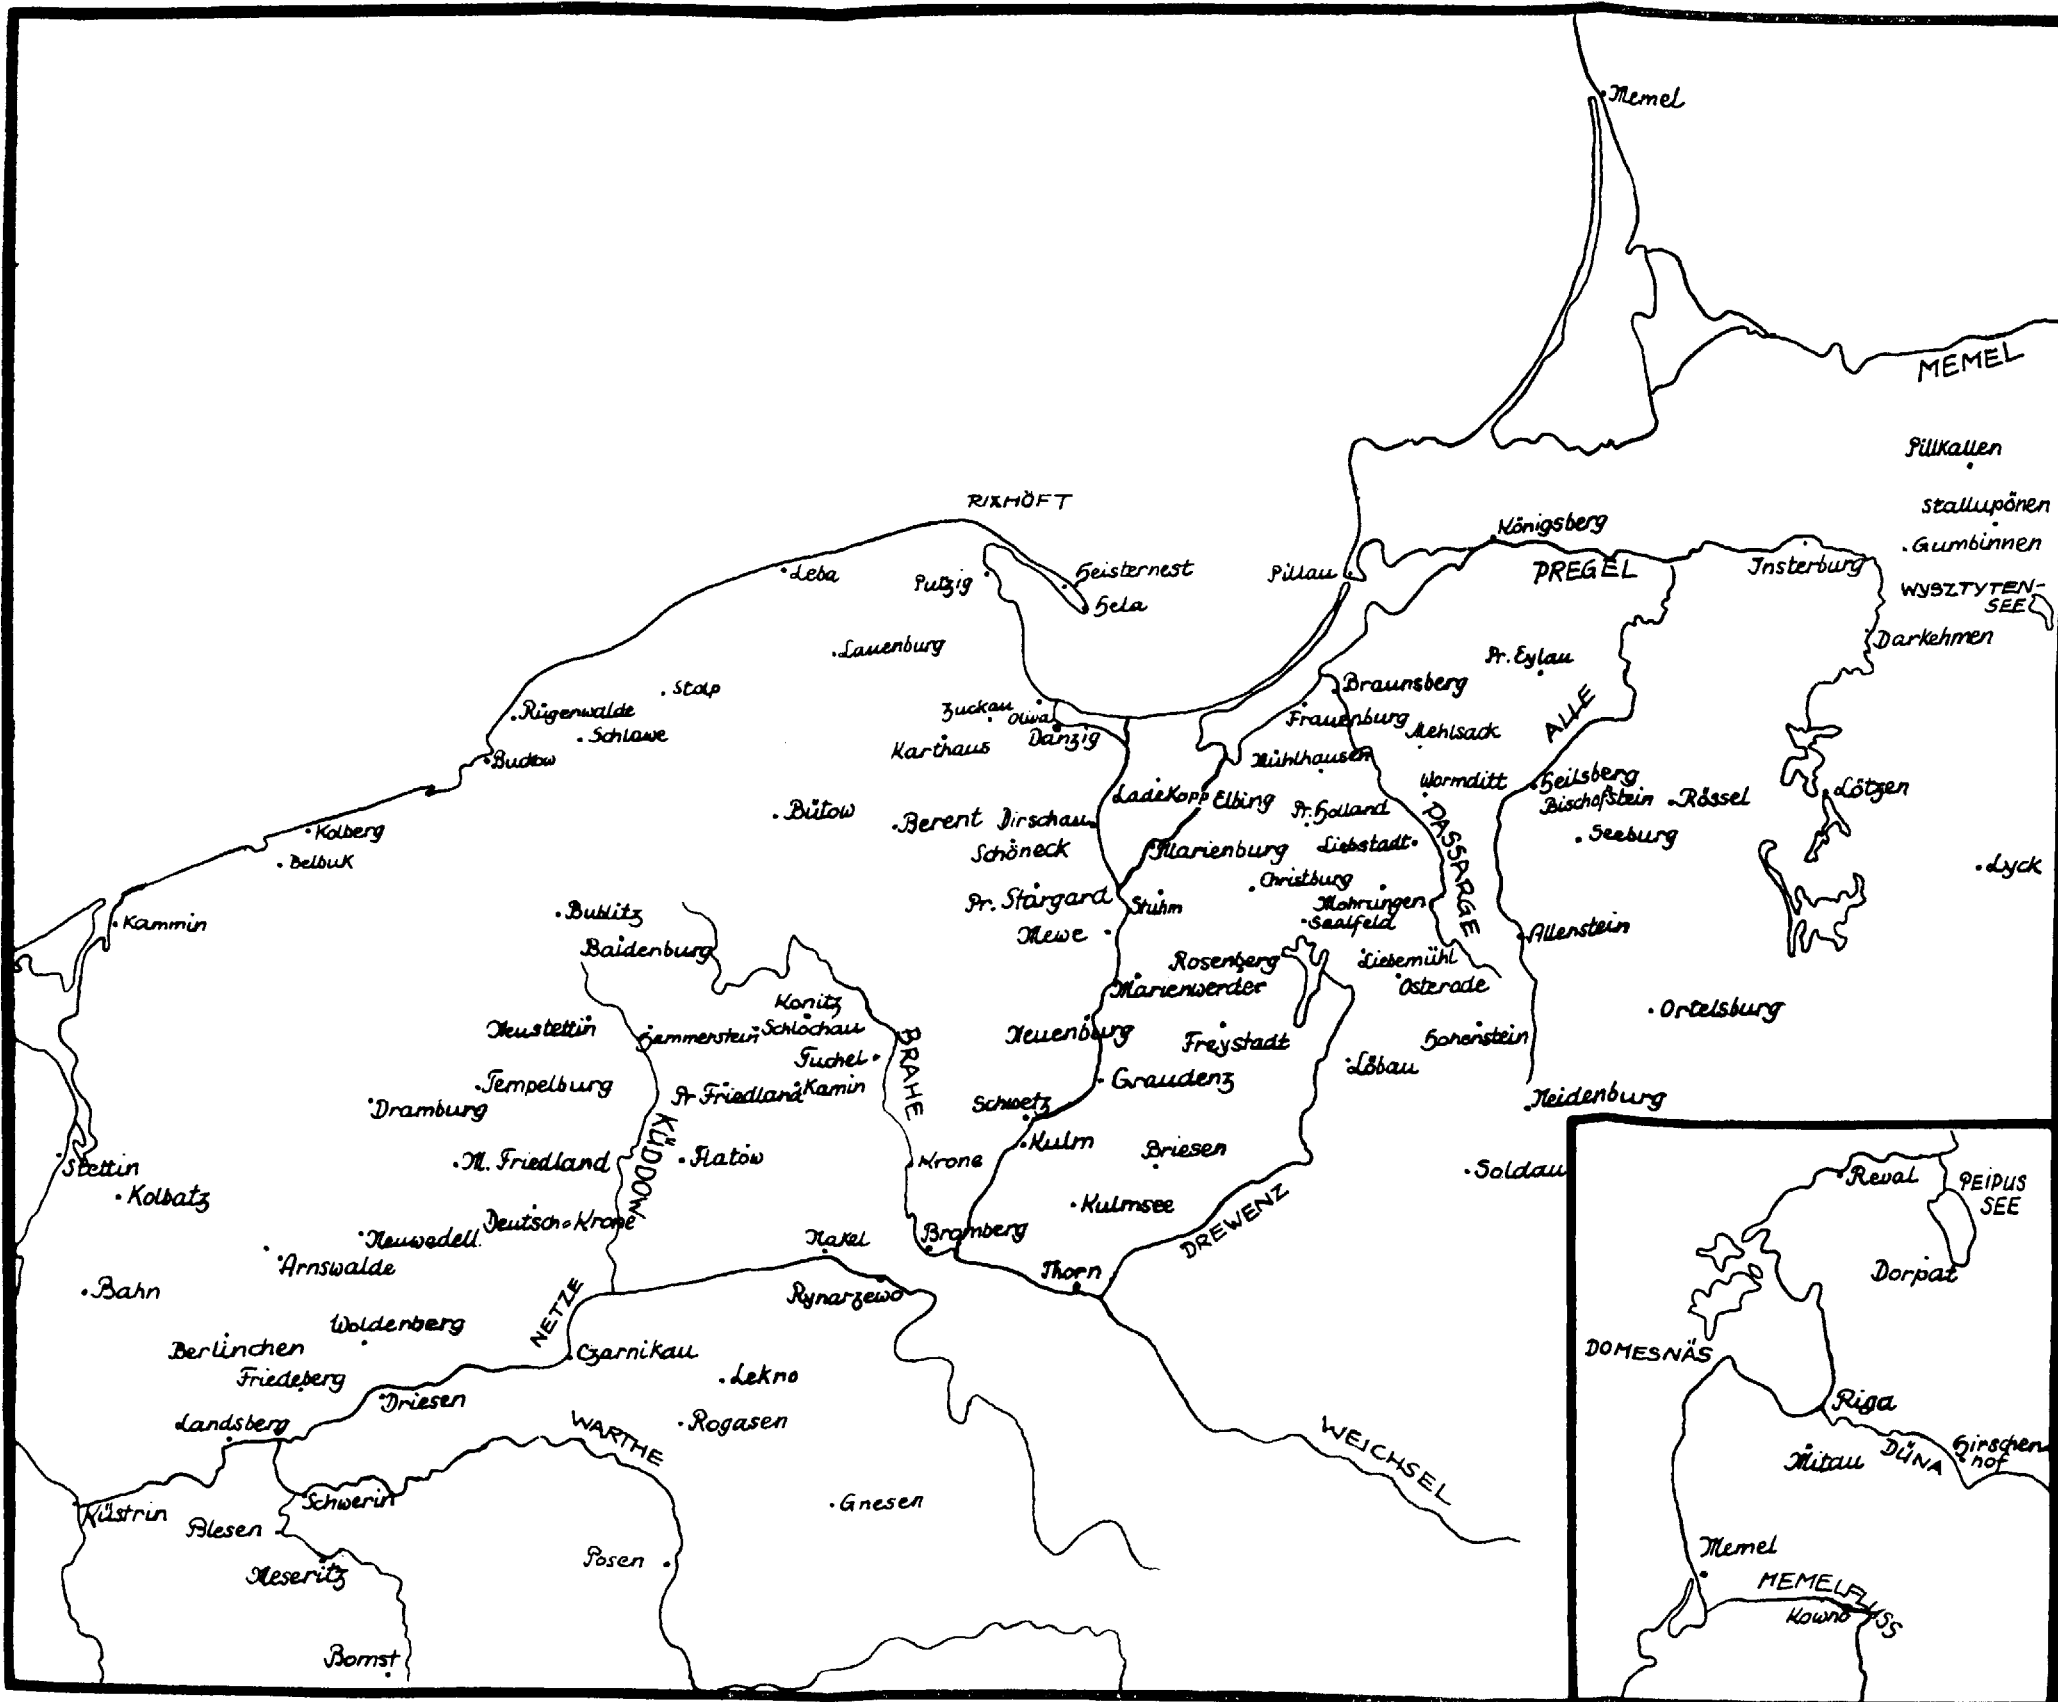 Memel
MEMEL
Pillkallen
Stallupönen
RIXHÖFT
Königsberg
Gumbinnen
PREGEL
Insterburg
Leba
Putzig
Heisternest
Pillau
WYSZTYTEN-
SEE
Hela
Darkehmen
Lauenburg
Pr. Eylau
Stolp
Braunsberg
ALLE
Rügenwalde
Zuckau
Oliva
Frauenburg
Schlawe
Karthaus
Danzig
Mehlsack
Buckow
Mühlhausen
Wormditt
Heilsberg
Ladekopp
Elbing
Bischofstein
Rössel
Lötzen
Bütow
Berent
Dirschau
Pr. Holland
PASSARGE
Kolberg
Seeburg
Schöneck
Marienburg
Liebstadt
Belbuk
Lyck
Christburg
Pr. Stargard
Stuhm
Mohrungen
Kammin
Bublitz
Saalfeld
Mewe
Allenstein
Baldenburg
Rosenberg
Liebemühl
Marienwerder
Osterode
Konitz
Ortelsburg
Neustettin
Hammerstein
Schlochau
BRAHE
Neuenburg
Freystadt
Hohenstein
Tuchel
Löbau
Tempelburg
Pr Friedland
Kamin
Graudenz
Dramburg
Schwetz
Neidenburg
KÜDDOW
Kulm
Briesen
Stettin
M. Friedland
Flatow
Krone
Soldau
Kolbatz
Kulmsee
DREWENZ
Deutsch=Krone
Neuwedell
Nakel
Bromberg
Arnswalde
Thorn
Bahn
Rynarzewo
NETZE
Woldenberg
Berlinchen
Czarnikau
Friedeberg
Lekno
Driesen
Landsberg
WARTHE
Rogasen
WEICHSEL
Küstrin
Schwerin
Gnesen
Blesen
Meseritz
Posen
Bomst
Reval
PEIPUS
SEE
Dorpat
DOMESNÄS
Riga
Mitau
DÜNA
Hirschen
hof
Memel
MEMELFLUSS
Kowno